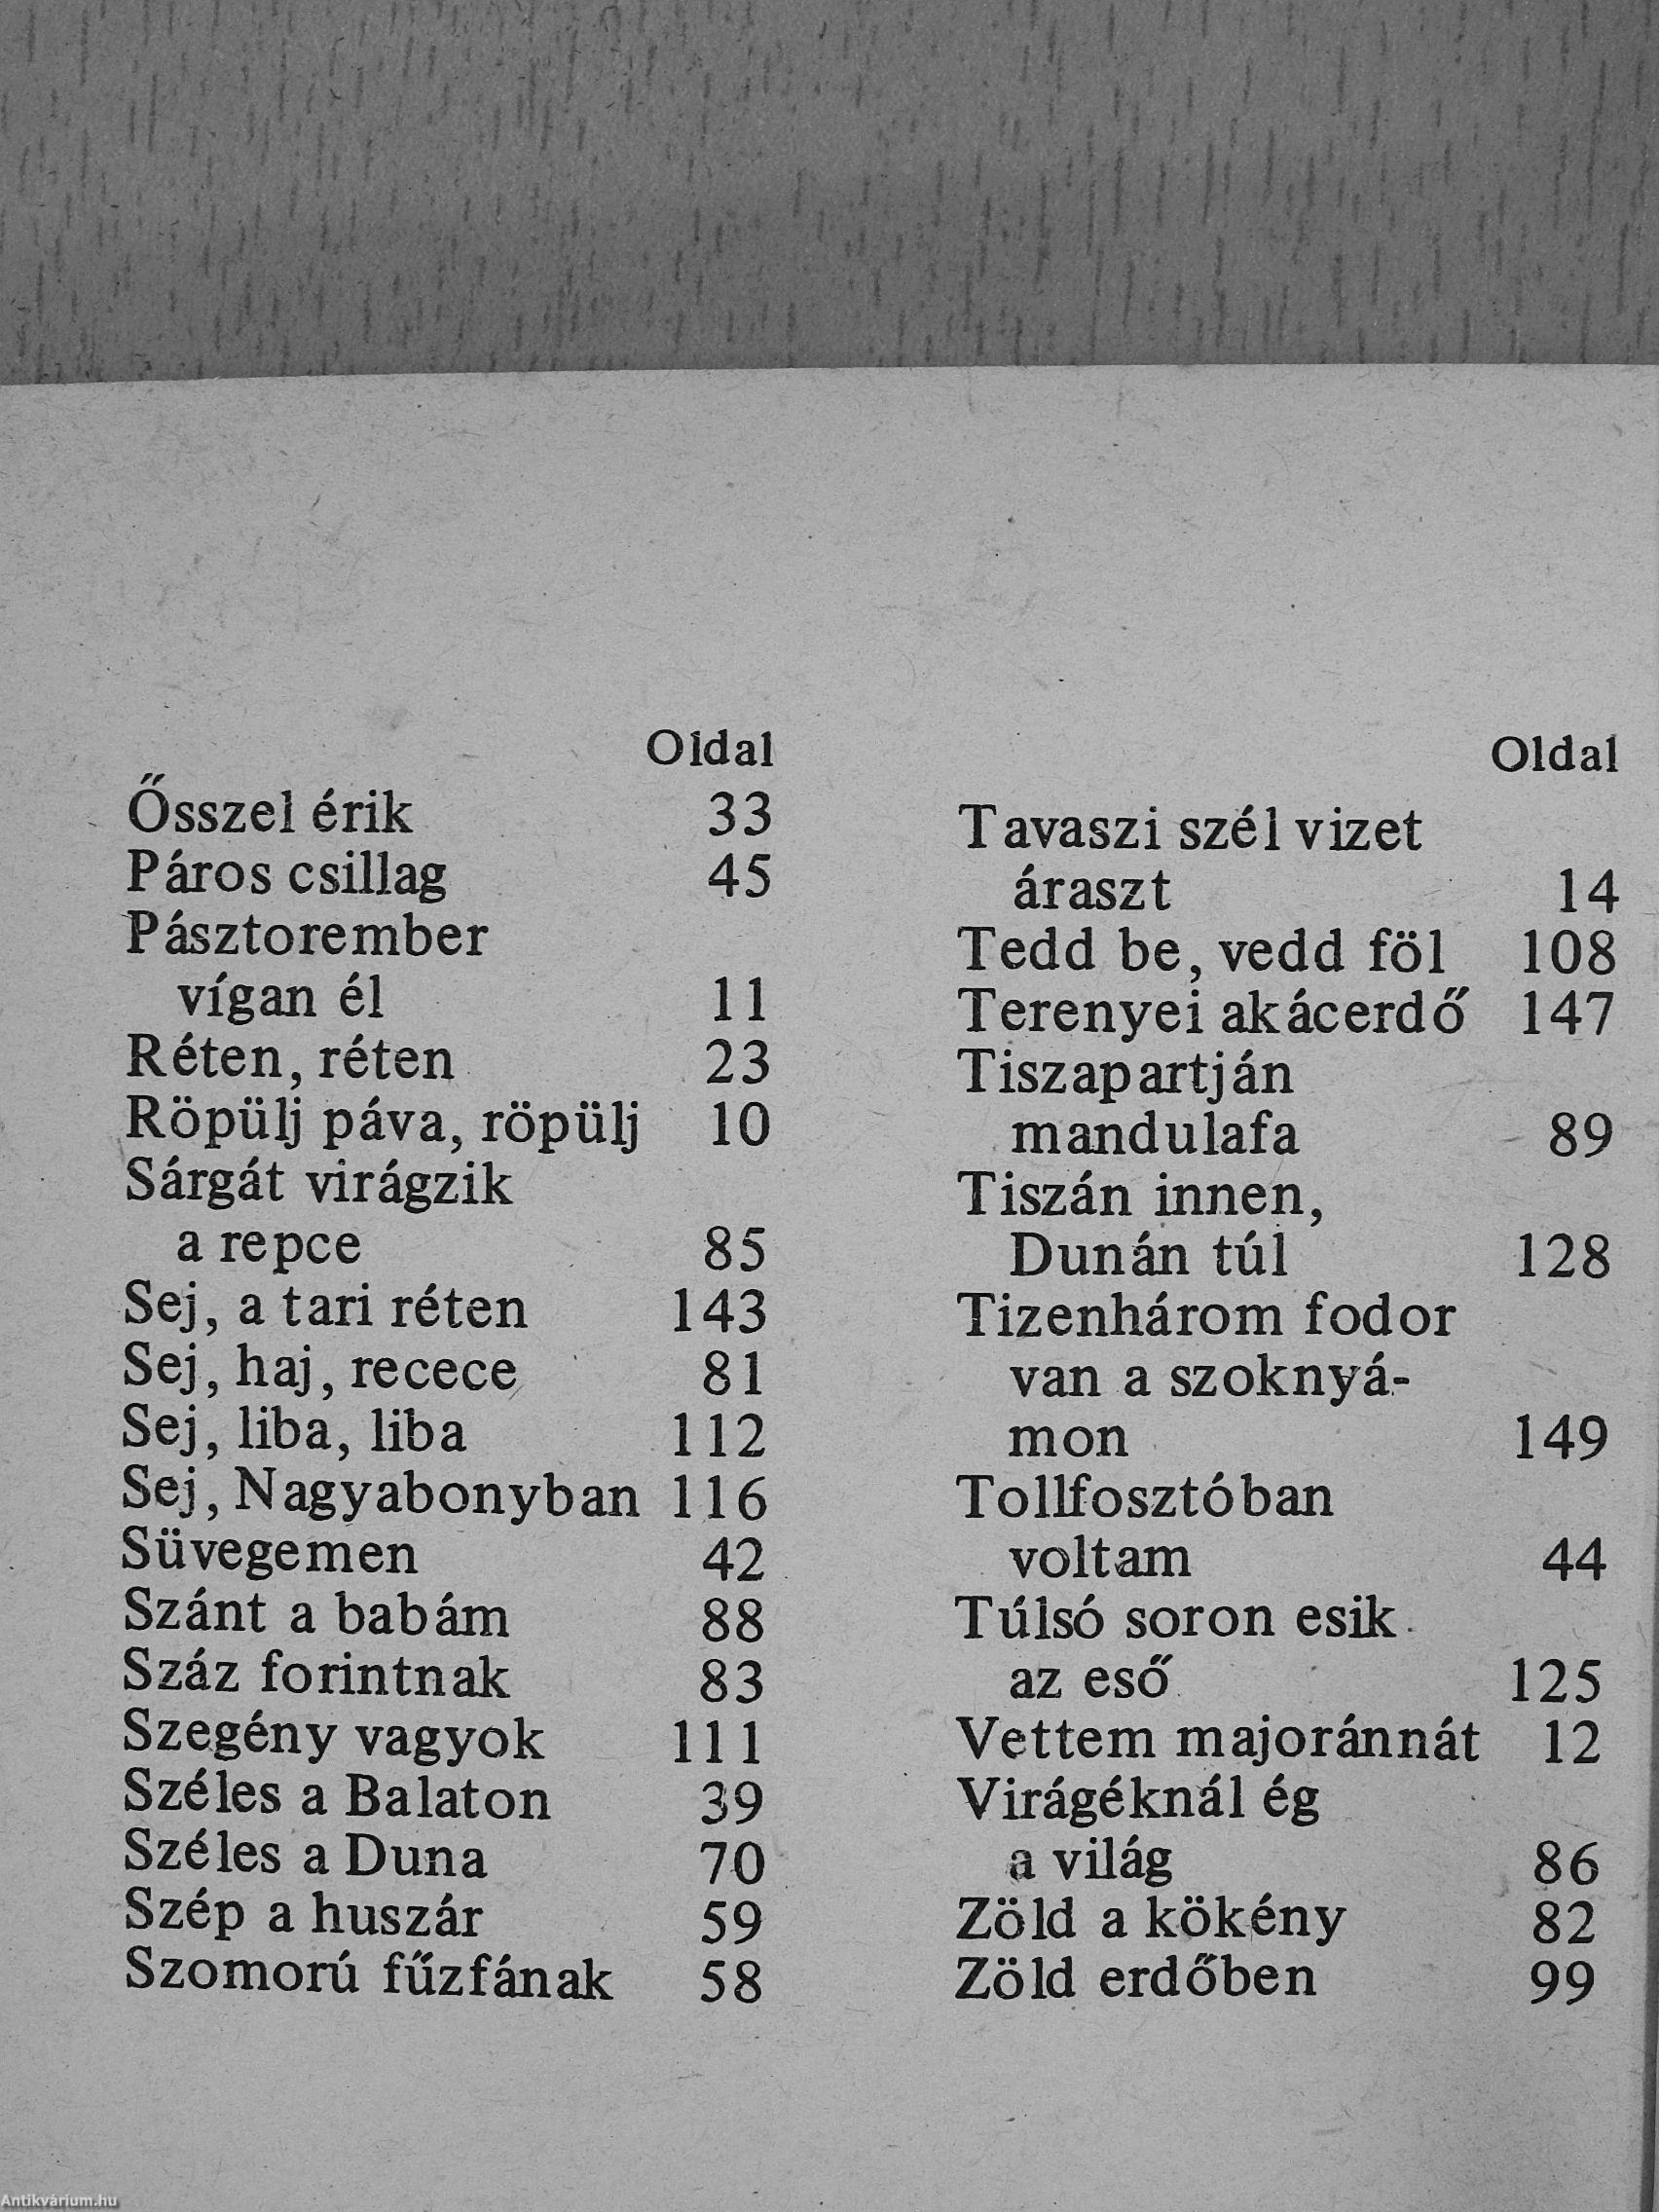 Oldal
Ősszel érik 33
Páros csillag 45
Pásztorember
vígan él 11
Réten, réten 23
Röpülj páva, röpülj 10
Sárgát virágzik
a repce 85
Sej, a tari réten 143
Sej, haj, recece 81
Sej, liba, liba 112
Sej, Nagyabonyban 116
Süvegemen 42
Szánt a babám 88
Száz forintnak 83
Szegény vagyok 111
Széles a Balaton 39
Széles a Duna 70
Szép a huszár 59
Szomorú fűzfának 58
Oldal
Tavaszi szél vizet
áraszt 14
Tedd be, vedd föl 108
Terenyei akácerdő 147
Tiszapartján
mandulafa 89
Tiszán innen,
Dunán túl 128
Tizenhárom fodor
van a szoknyá-
mon 149
Tollfosztóban
voltam 44
Túlsó soron esik
az eső 125
Vettem majoránnát 12
Virágéknál ég
a világ 86
Zöld a kökény 82
Zöld erdőben 99
Antikvárium.hu